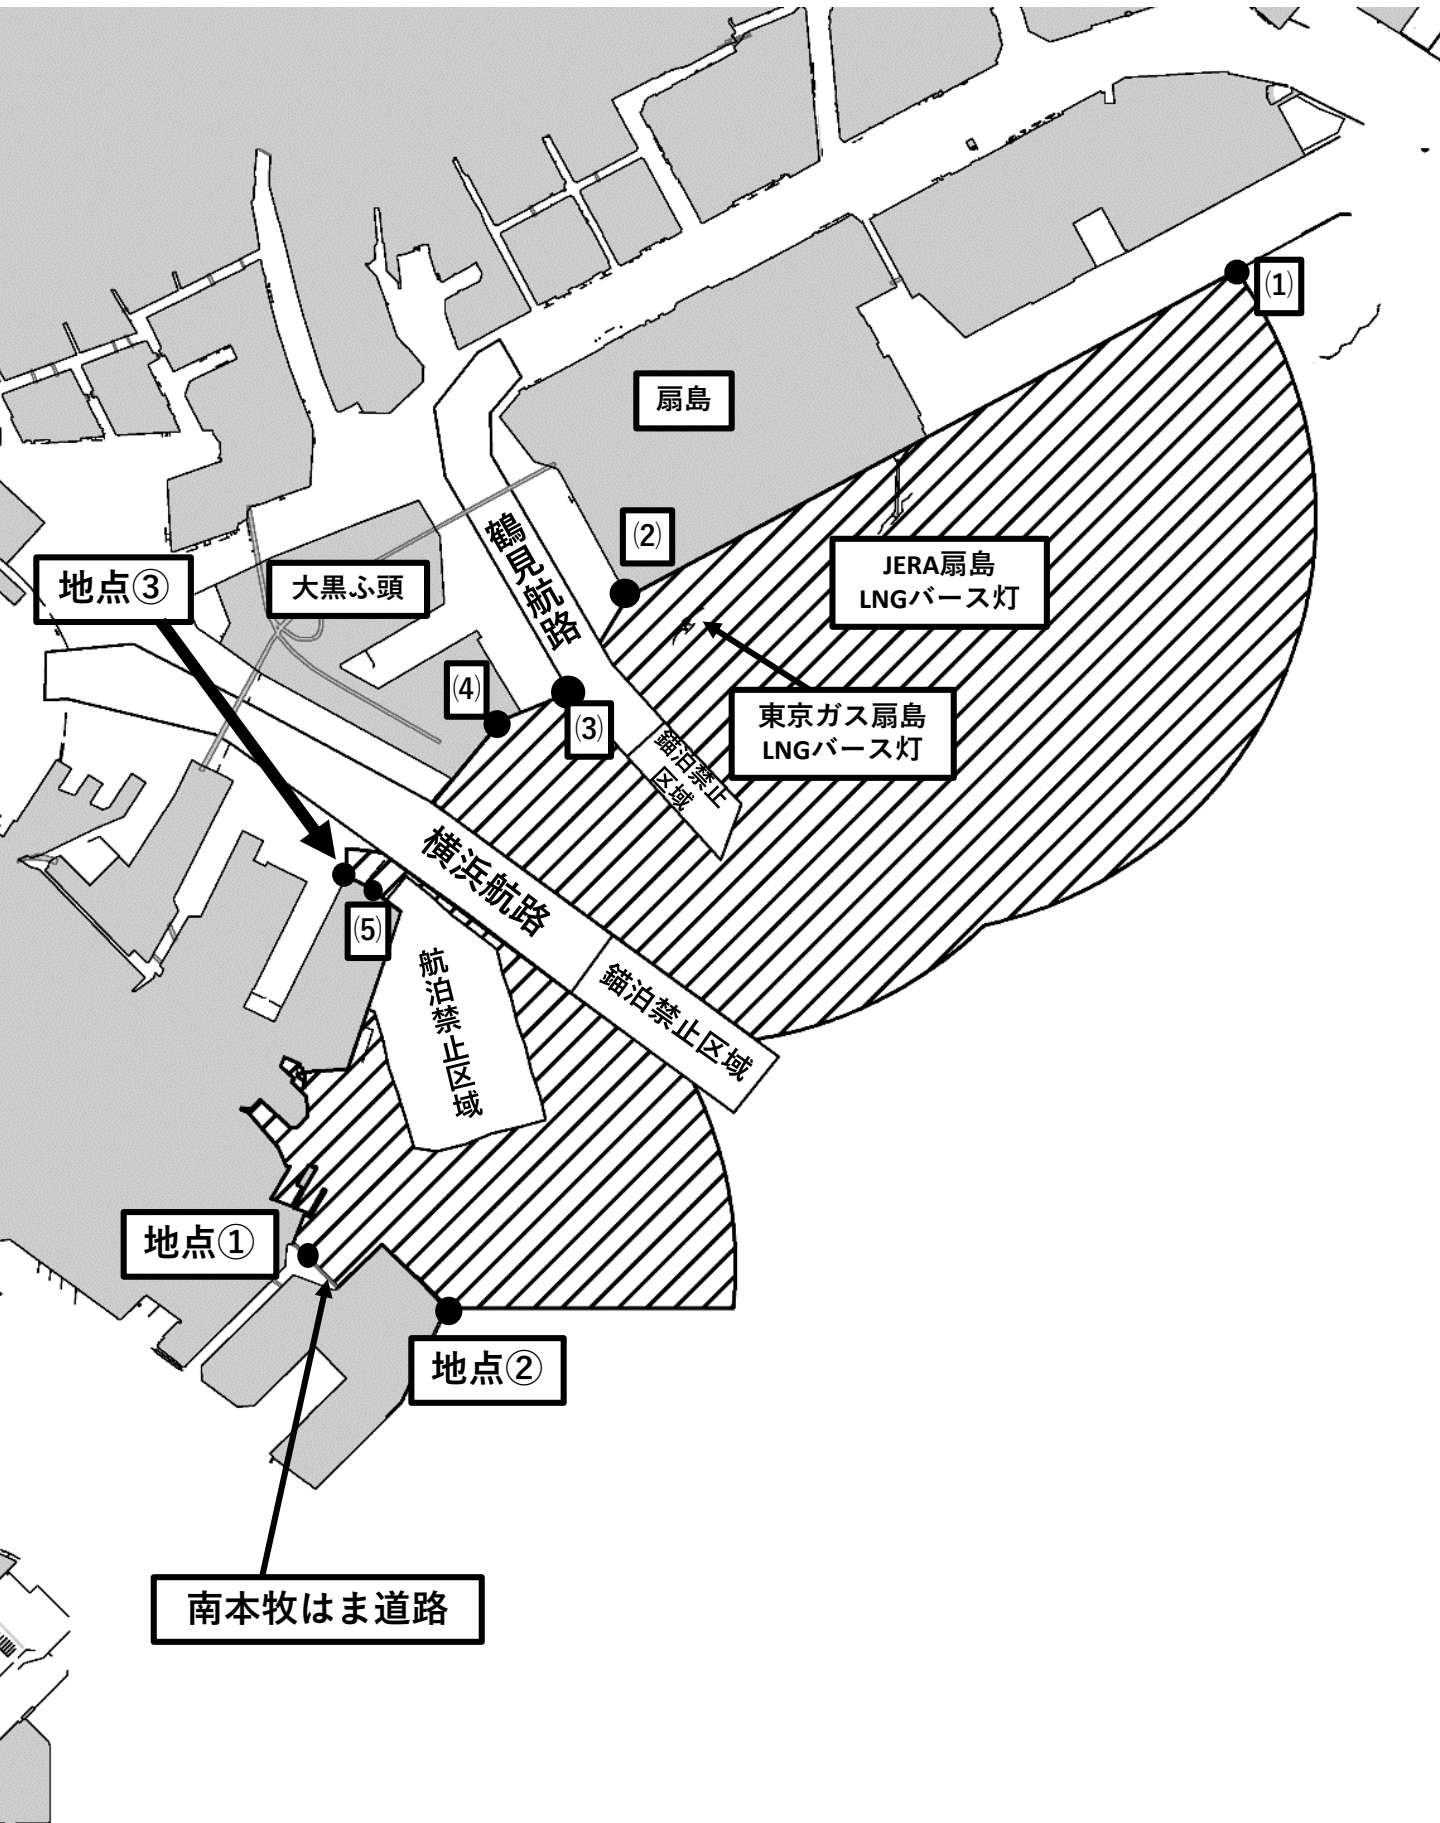 ⑴
扇島
⑵
鶴見航路
JERA扇島
LNGバース灯
地点③
大黒ふ頭
⑷
⑶
東京ガス扇島
LNGバース灯
錨泊禁止
区域
横浜航路
⑸
航泊禁止区域
錨泊禁止区域
地点①
地点②
南本牧はま道路